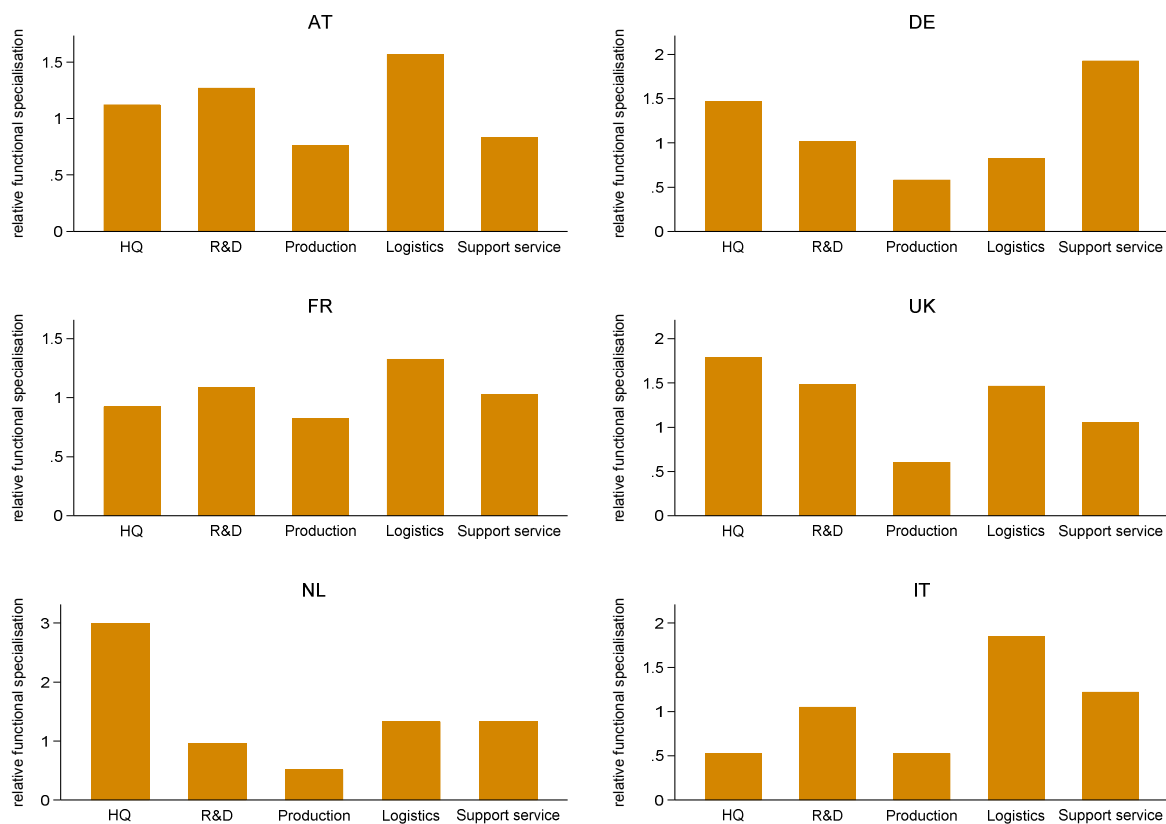 AT
relative functional specialisation
1.5
1
.5
0
HQ R&D Production Logistics Support service
DE
relative functional specialisation
2
1.5
1
.5
0
HQ R&D Production Logistics Support service
FR
relative functional specialisation
1.5
1
.5
0
HQ R&D Production Logistics Support service
UK
relative functional specialisation
2
1.5
1
.5
0
HQ R&D Production Logistics Support service
NL
relative functional specialisation
3
2
1
0
HQ R&D Production Logistics Support service
IT
relative functional specialisation
2
1.5
1
.5
0
HQ R&D Production Logistics Support service